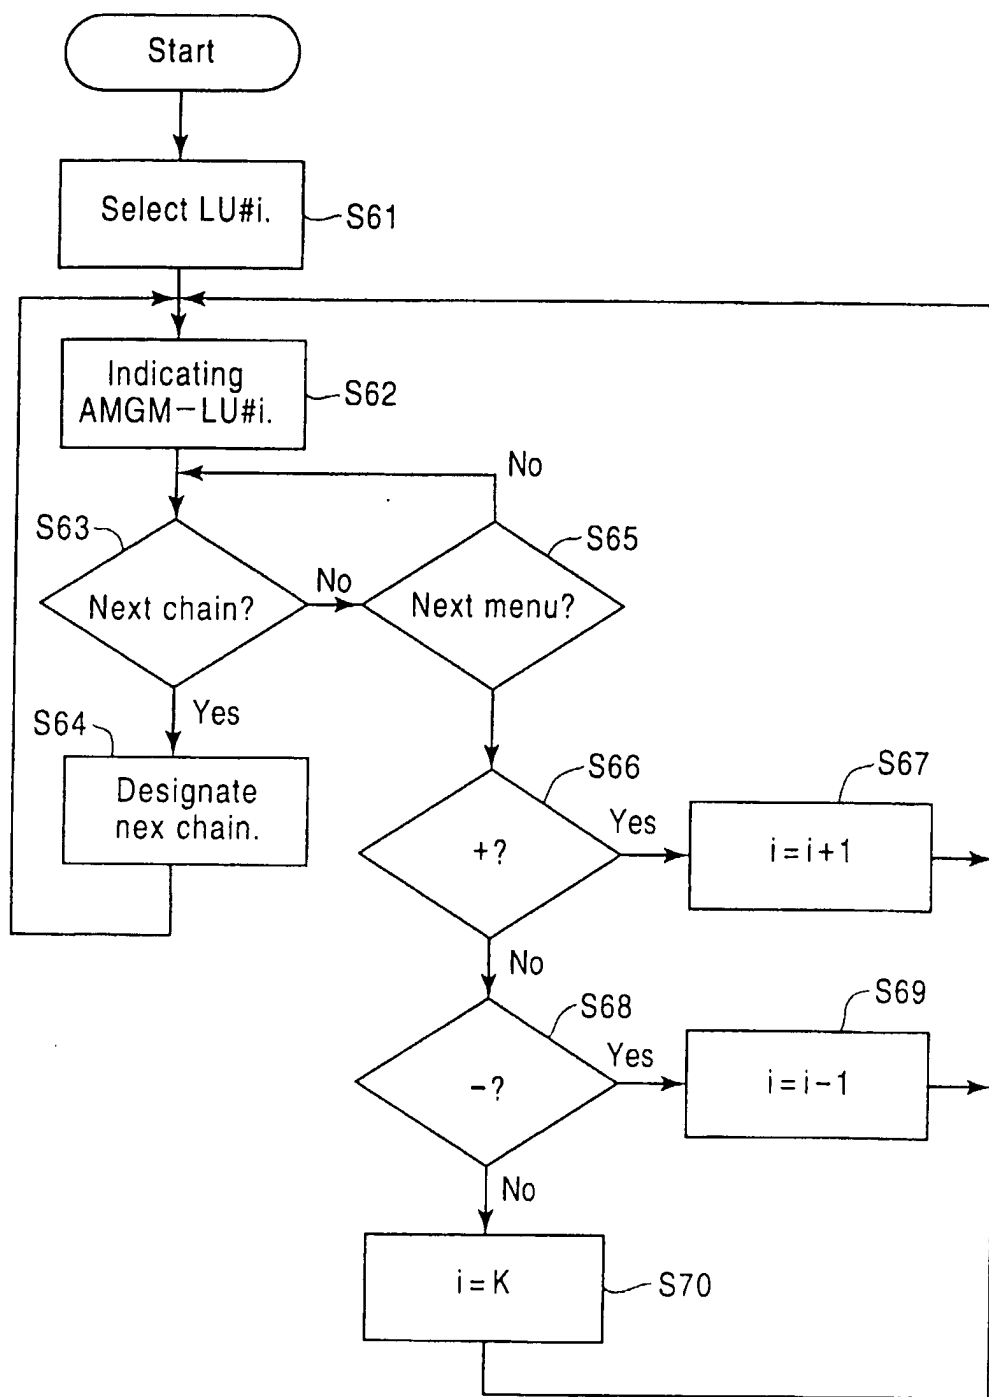 Start
Select LU#i.
S61
Indicating
AMGM-LU#i.
S62
No
S63
S65
Next chain?
No
Next menu?
Yes
S64
Designate
nex chain.
S66
S67
+?
Yes
i=i+1
No
S68
S69
-?
Yes
i=i-1
No
i=K
S70